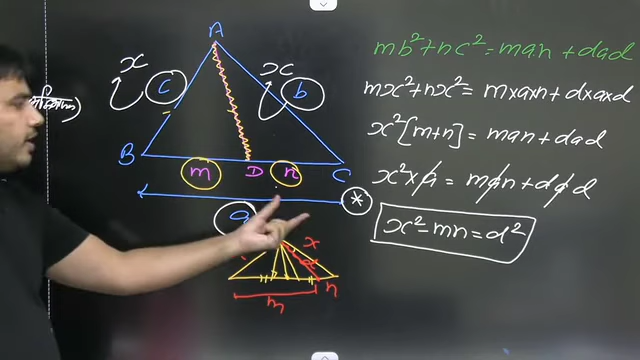 A
x
c
x
b
B
m
D
n
C
*
a
x
m
n
mb²+nc² = man + dad
mx²+nx² = m×a×n + d×a×d
x²[m+n] = man + dad
x²×a = man + dad
x²-mn = d²